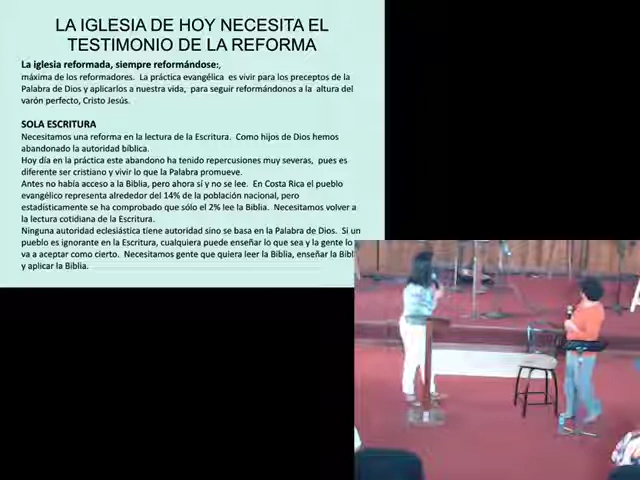 LA IGLESIA DE HOY NECESITA EL
TESTIMONIO DE LA REFORMA
La iglesia reformada, siempre reformándose:,
máxima de los reformadores. La práctica evangélica es vivir para los preceptos de la
Palabra de Dios y aplicarlos a nuestra vida, para seguir reformándonos a la altura del
varón perfecto, Cristo Jesús.
SOLA ESCRITURA
Necesitamos una reforma en la lectura de la Escritura. Como hijos de Dios hemos
abandonado la autoridad bíblica.
Hoy día en la práctica este abandono ha tenido repercusiones muy severas, pues es
diferente ser cristiano y vivir lo que la Palabra promueve.
Antes no había acceso a la Biblia, pero ahora sí y no se lee. En Costa Rica el pueblo
evangélico representa alrededor del 14% de la población nacional, pero
estadísticamente se ha comprobado que sólo el 2% lee la Biblia. Necesitamos volver a
la lectura cotidiana de la Escritura.
Ninguna autoridad eclesiástica tiene autoridad sino se basa en la Palabra de Dios. Si un
pueblo es ignorante en la Escritura, cualquiera puede enseñar lo que sea y la gente lo
va a aceptar como cierto. Necesitamos gente que quiera leer la Biblia, enseñar la Bibl
y aplicar la Biblia.